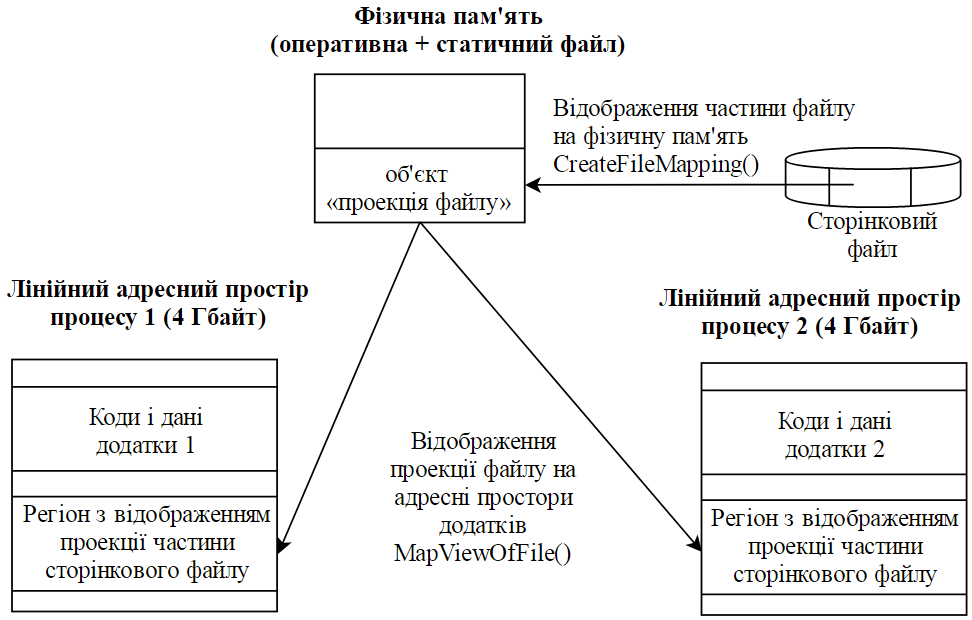 Фізична пам'ять
(оперативна + статичний файл)
Відображення частини файлу
на фізичну пам'ять
CreateFileMapping()
об'єкт
«проекція файлу»
Сторінковий
файл
Лінійний адресний простір
процесу 1 (4 Гбайт)
Лінійний адресний простір
процесу 2 (4 Гбайт)
Коди і дані
додатки 1
Регіон з відображенням
проекції частини
сторінкового файлу
Відображення
проекції файлу на
адресні простори
додатків
MapViewOfFile()
Коди і дані
додатки 2
Регіон з відображенням
проекції частини
сторінкового файлу